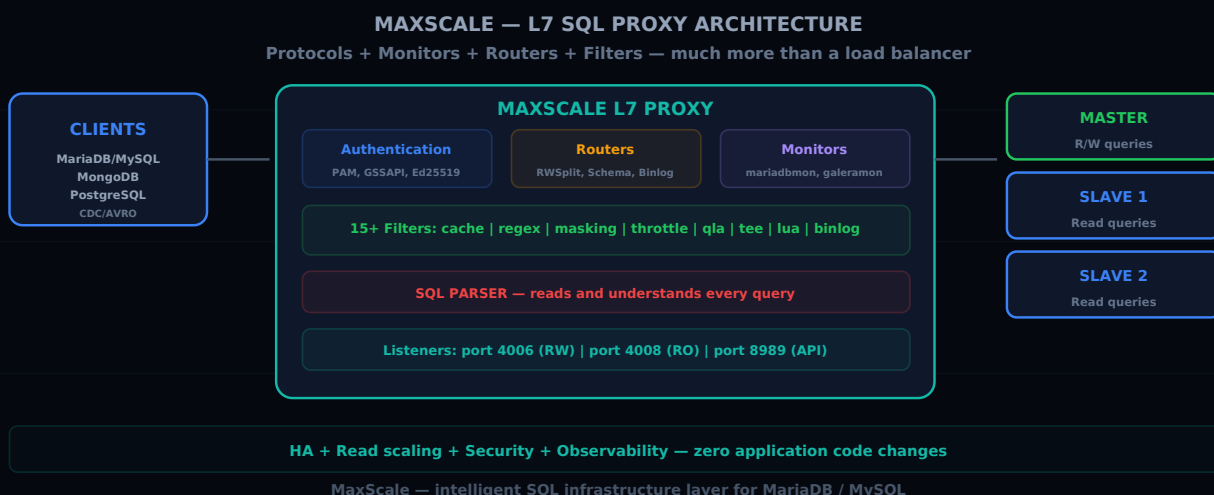 MAXSCALE — L7 SQL PROXY ARCHITECTURE
Protocols + Monitors + Routers + Filters — much more than a load balancer
CLIENTS
MariaDB/MySQL
MongoDB
PostgreSQL
CDC/AVRO
MAXSCALE L7 PROXY
Authentication
PAM, GSSAPI, Ed25519
Routers
RWSplit, Schema, Binlog
Monitors
mariadbmon, galeramon
15+ Filters: cache | regex | masking | throttle | qla | tee | lua | binlog
SQL PARSER — reads and understands every query
Listeners: port 4006 (RW) | port 4008 (RO) | port 8989 (API)
MASTER
R/W queries
SLAVE 1
Read queries
SLAVE 2
Read queries
HA + Read scaling + Security + Observability — zero application code changes
MaxScale — intelligent SQL infrastructure layer for MariaDB / MySQL